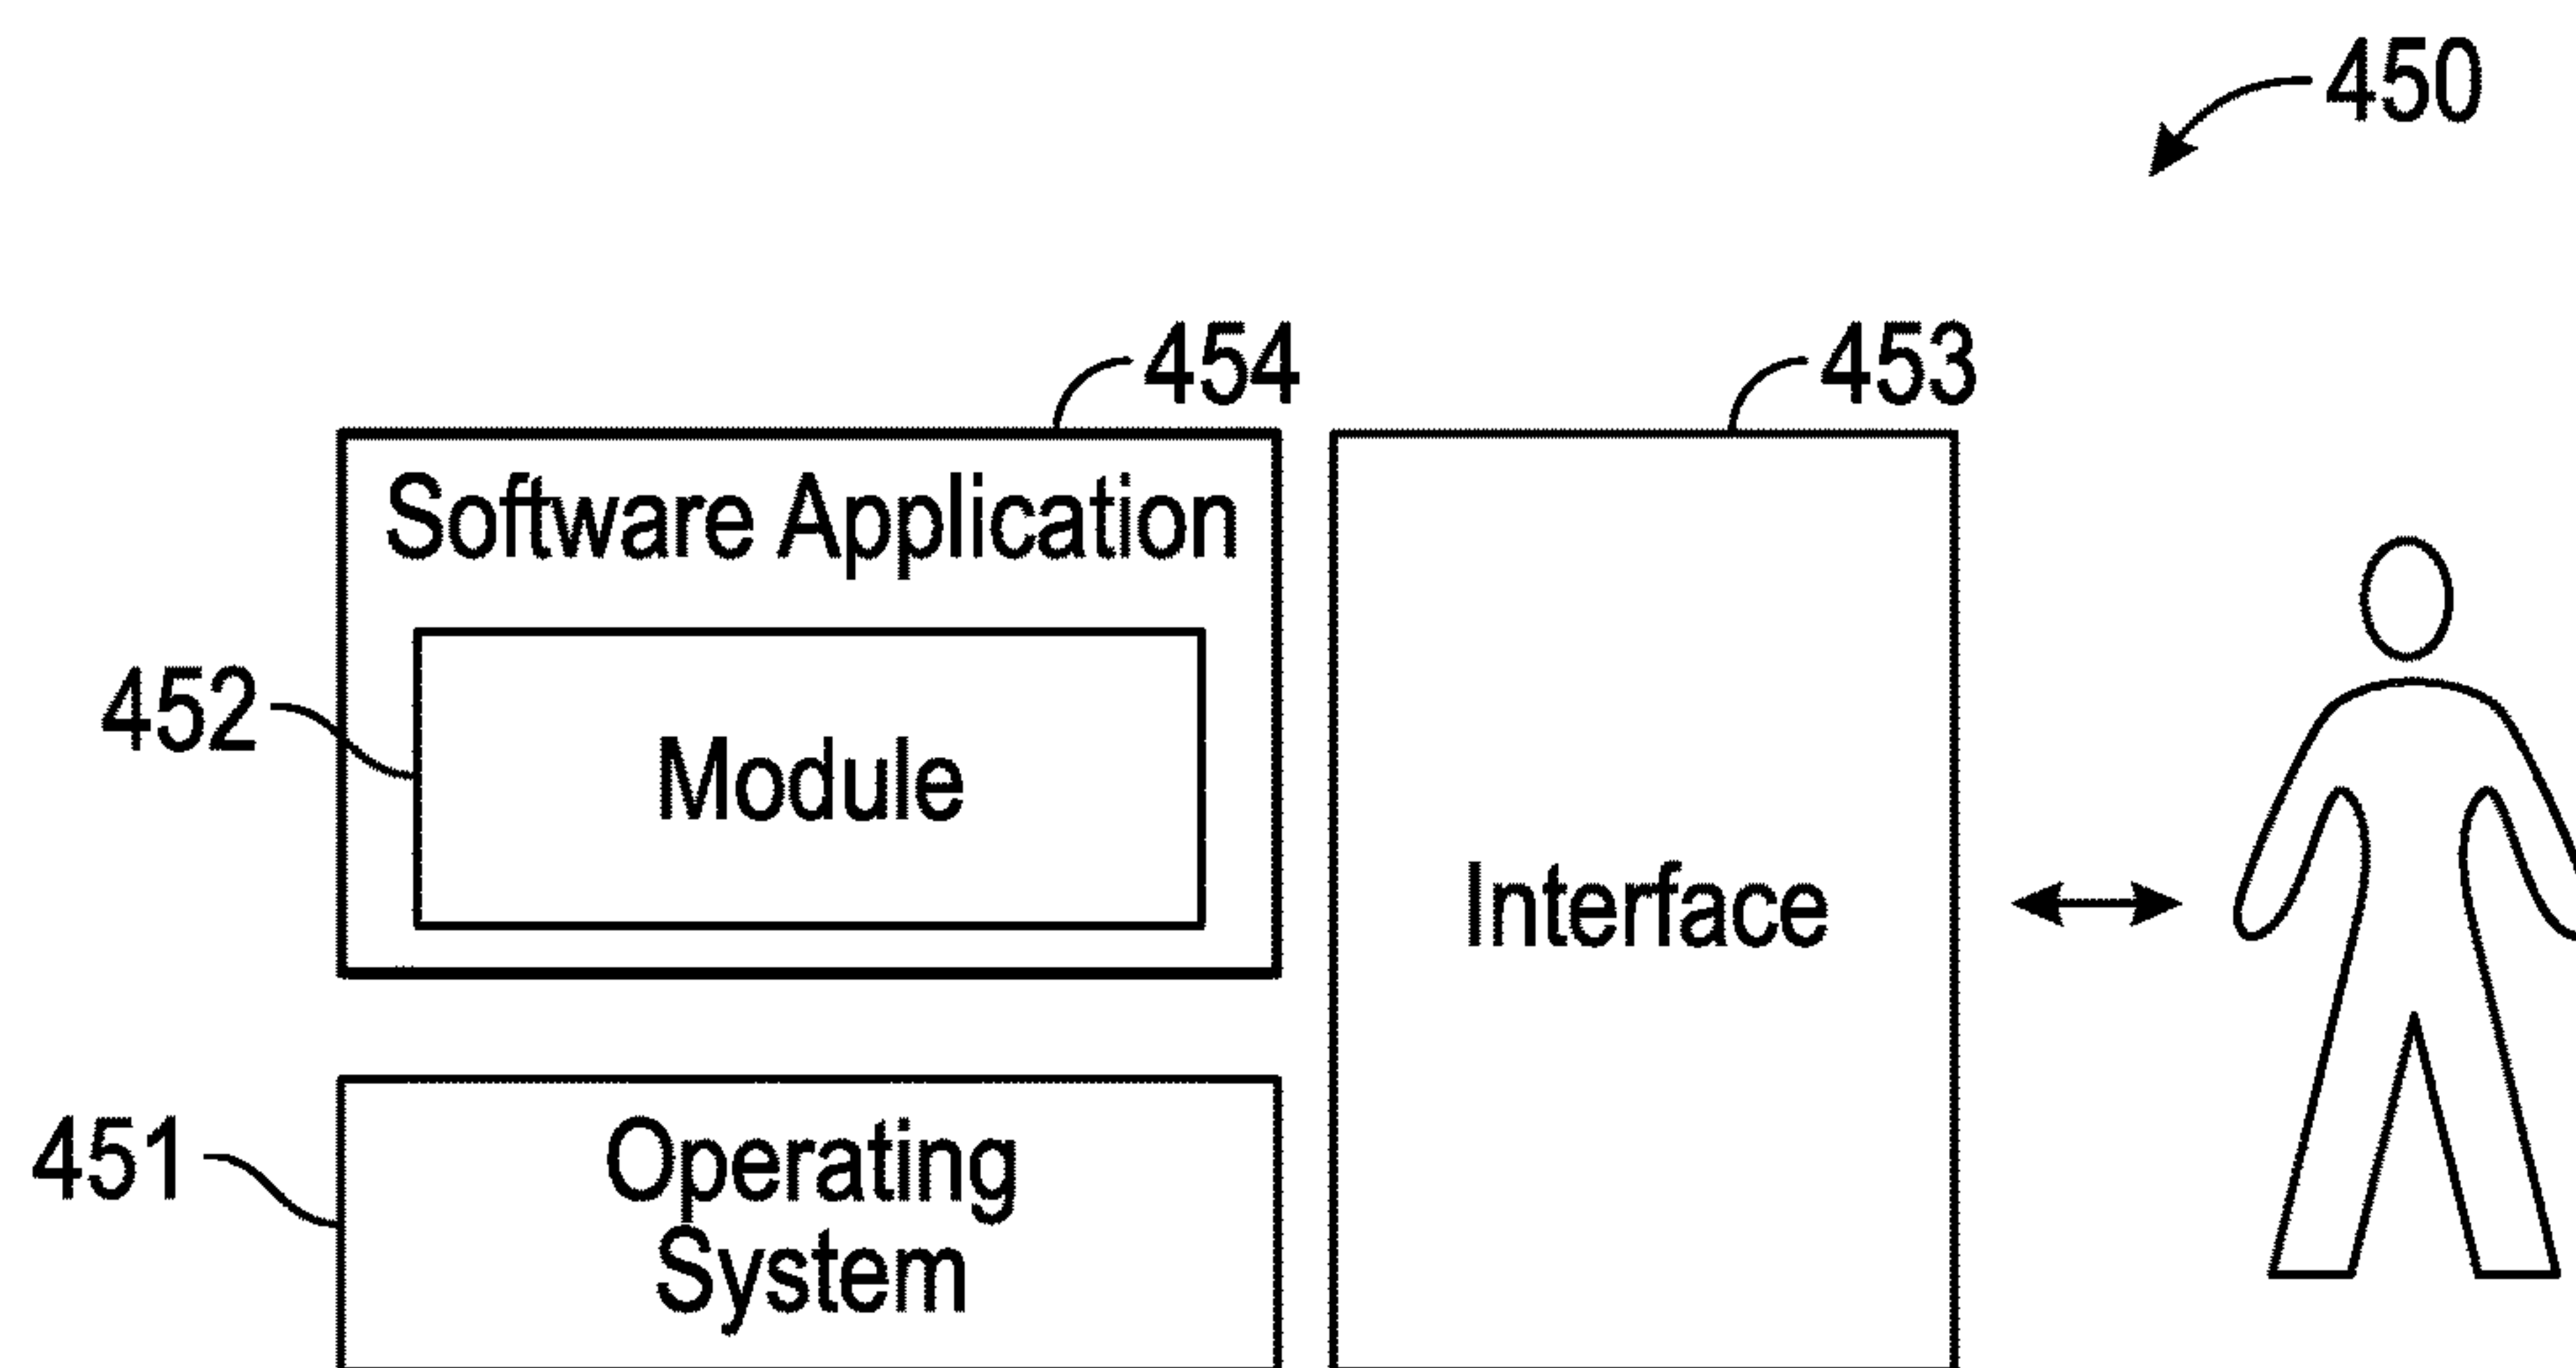 450
454
453
Software Application
452
Module
Interface
451
Operating
System